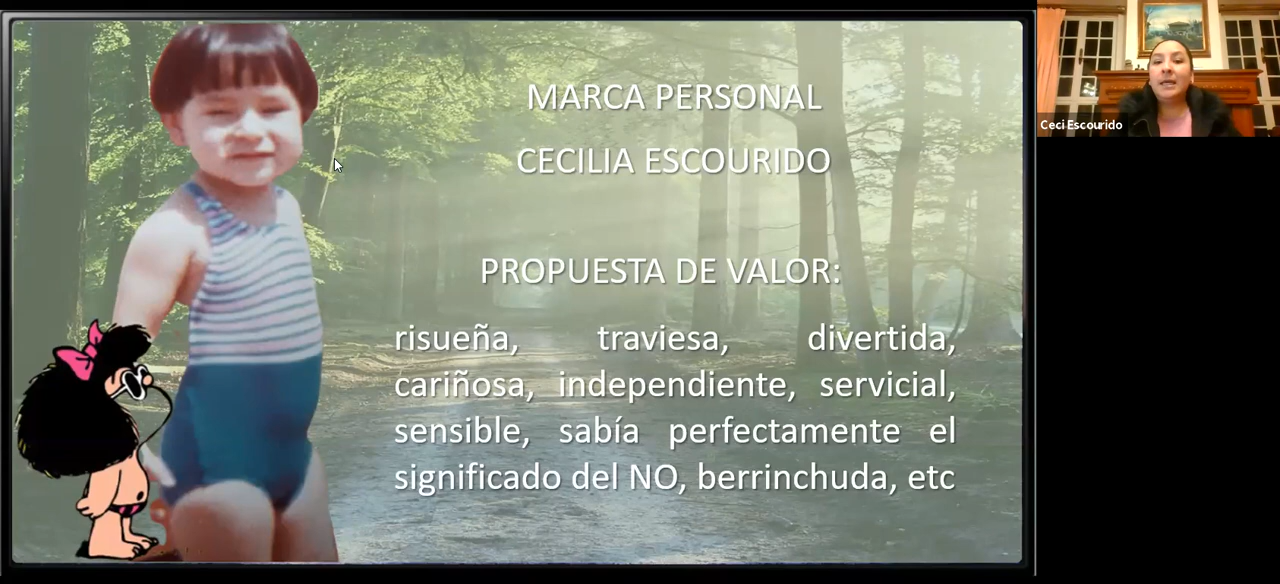 MARCA PERSONAL
CECILIA ESCOURIDO
PROPUESTA DE VALOR:
risueña, traviesa, divertida,
cariñosa, independiente, servicial,
sensible, sabía perfectamente el
significado del NO, berrinchuda, etc
Ceci Escourido